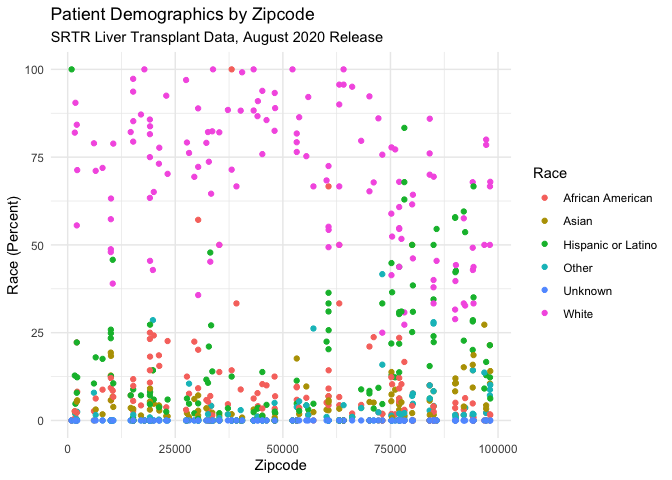 Patient Demographics by Zipcode
SRTR Liver Transplant Data, August 2020 Release
100
75
50
25
0
Race (Percent)
0
25000
50000
75000
100000
Zipcode
Race
African American
Asian
Hispanic or Latino
Other
Unknown
White